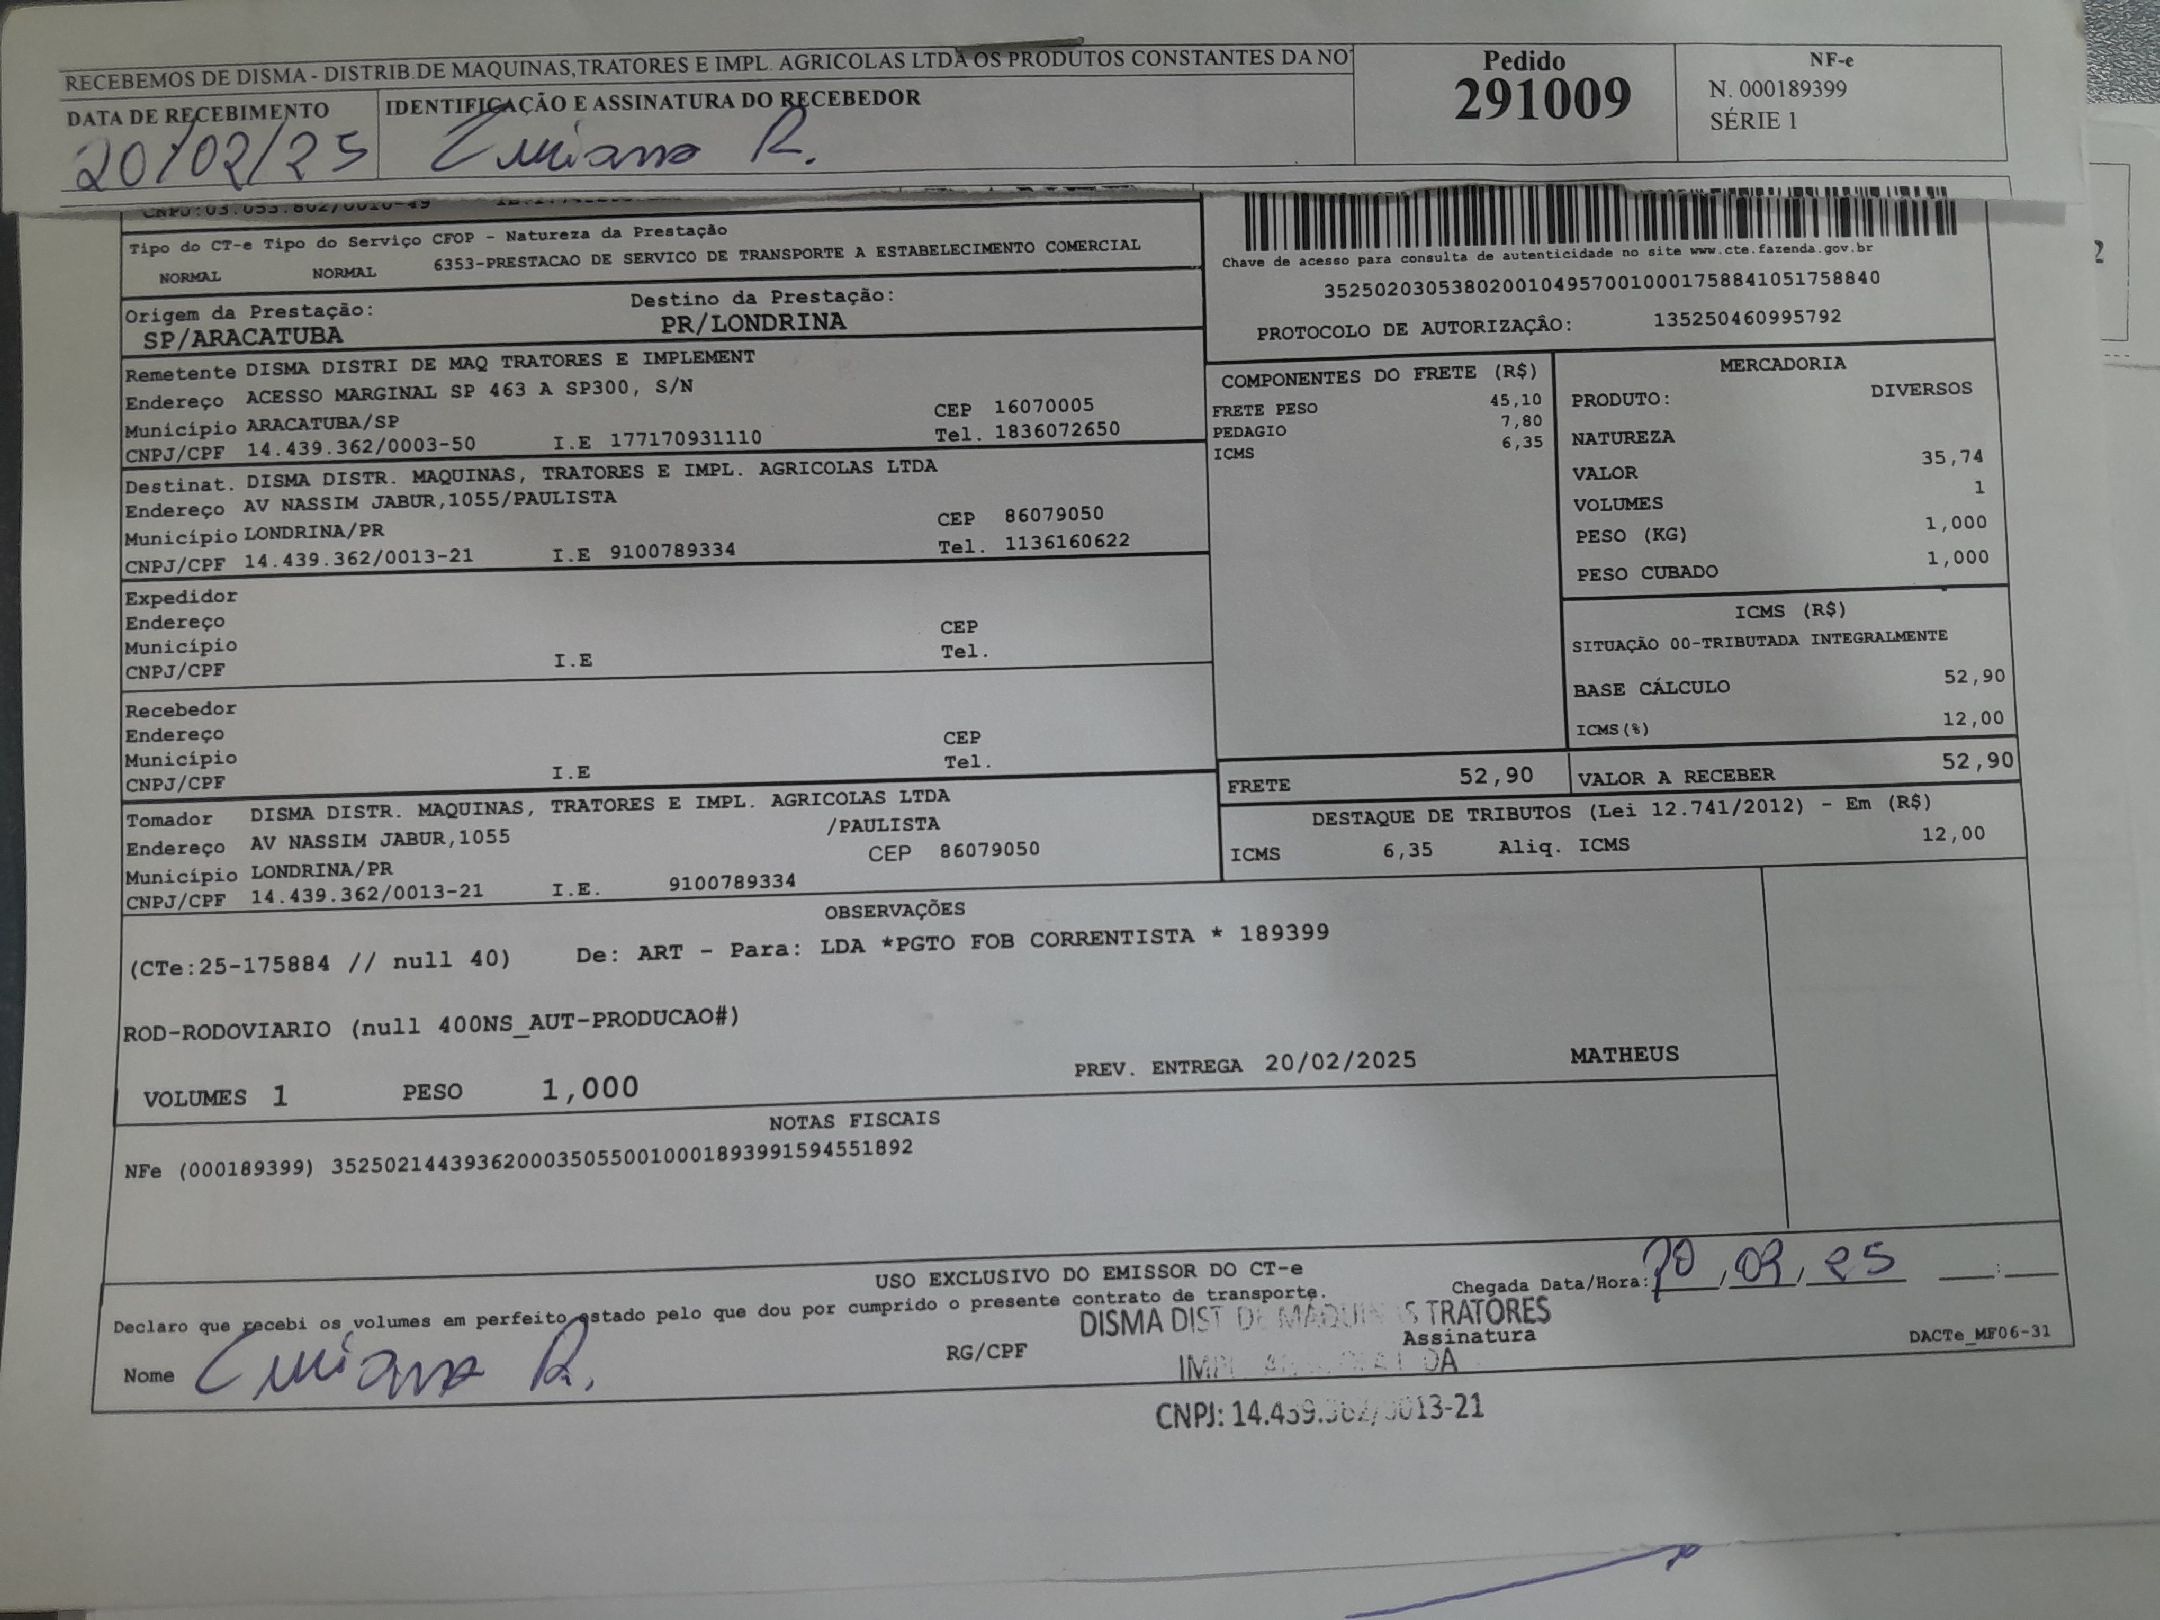 RECEBEMOS DE DISMA - DISTRIB.DE MAQUINAS,TRATORES E IMPL. AGRICOLAS LTDA OS PRODUTOS CONSTANTES DA NO
DATA DE RECEBIMENTO
20/02/25
IDENTIFICAÇÃO E ASSINATURA DO RECEBEDOR
Luciano R.
Pedido
291009
NF-e
N. 000189399
SÉRIE 1
Tipo do CT-e Tipo do Serviço CFOP - Natureza da Prestação
NORMAL NORMAL 6353-PRESTACAO DE SERVICO DE TRANSPORTE A ESTABELECIMENTO COMERCIAL
Origem da Prestação: Destino da Prestação:
SP/ARACATUBA PR/LONDRINA
Chave de acesso para consulta de autenticidade no site www.cte.fazenda.gov.br
35250203053802001049570010001758841051758840
PROTOCOLO DE AUTORIZAÇÂO: 135250460995792
Remetente DISMA DISTRI DE MAQ TRATORES E IMPLEMENT
Endereço ACESSO MARGINAL SP 463 A SP300, S/N
Município ARACATUBA/SP CEP 16070005
CNPJ/CPF 14.439.362/0003-50 I.E 177170931110 Tel. 1836072650
Destinat. DISMA DISTR. MAQUINAS, TRATORES E IMPL. AGRICOLAS LTDA
Endereço AV NASSIM JABUR,1055/PAULISTA
Município LONDRINA/PR CEP 86079050
CNPJ/CPF 14.439.362/0013-21 I.E 9100789334 Tel. 1136160622
Expedidor
Endereço
Município CEP
CNPJ/CPF I.E Tel.
Recebedor
Endereço
Município CEP
CNPJ/CPF I.E Tel.
Tomador DISMA DISTR. MAQUINAS, TRATORES E IMPL. AGRICOLAS LTDA
Endereço AV NASSIM JABUR,1055 /PAULISTA
Município LONDRINA/PR CEP 86079050
CNPJ/CPF 14.439.362/0013-21 I.E. 9100789334
COMPONENTES DO FRETE (R$)
FRETE PESO 45,10
PEDAGIO 7,80
ICMS 6,35
MERCADORIA
PRODUTO: DIVERSOS
NATUREZA
VALOR 35,74
VOLUMES 1
PESO (KG) 1,000
PESO CUBADO 1,000
ICMS (R$)
SITUAÇÃO 00-TRIBUTADA INTEGRALMENTE
BASE CÁLCULO 52,90
ICMS(%) 12,00
FRETE 52,90 VALOR A RECEBER 52,90
DESTAQUE DE TRIBUTOS (Lei 12.741/2012) - Em (R$)
ICMS 6,35 Aliq. ICMS 12,00
OBSERVAÇÕES
(CTe:25-175884 // null 40) De: ART - Para: LDA *PGTO FOB CORRENTISTA * 189399
ROD-RODOVIARIO (null 400NS_AUT-PRODUCAO#)
VOLUMES 1 PESO 1,000 PREV. ENTREGA 20/02/2025 MATHEUS
NOTAS FISCAIS
NFe (000189399) 35250214439362000350550010001893991594551892
USO EXCLUSIVO DO EMISSOR DO CT-e
Chegada Data/Hora: 20,02,25 __:__
Declaro que recebi os volumes em perfeito estado pelo que dou por cumprido o presente contrato de transporte.
DISMA DIST DE MAQUINAS TRATORES
Nome Luciano R. RG/CPF Assinatura DACTe_MF06-31
CNPJ: 14.439.362/0013-21